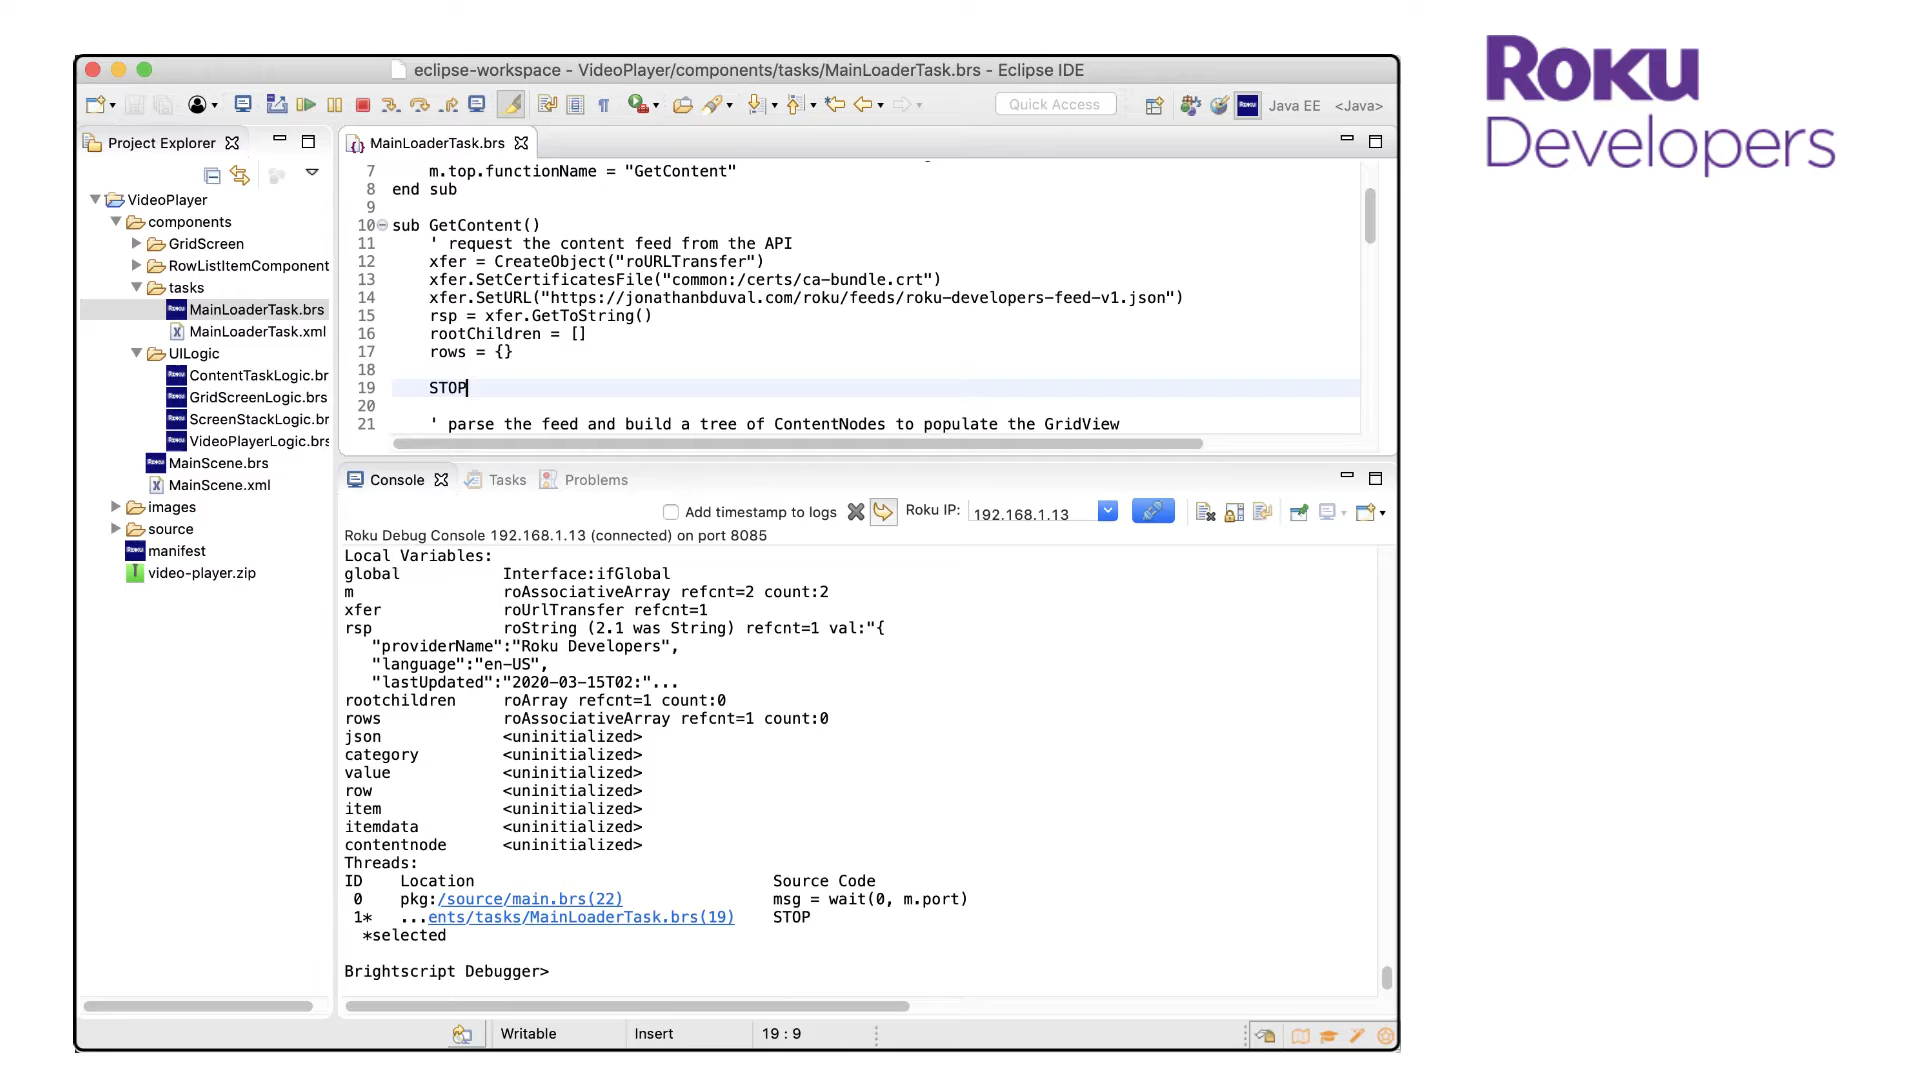 eclipse-workspace - VideoPlayer/components/tasks/MainLoaderTask.brs - Eclipse IDE
Roku
Developers
Quick Access
Java EE
<Java>
Project Explorer
VideoPlayer
components
GridScreen
RowListItemComponent
tasks
MainLoaderTask.brs
MainLoaderTask.xml
UILogic
ContentTaskLogic.br
GridScreenLogic.brs
ScreenStackLogic.br
VideoPlayerLogic.brs
MainScene.brs
MainScene.xml
images
source
manifest
video-player.zip
MainLoaderTask.brs
7 m.top.functionName = "GetContent"
8 end sub
9
10 sub GetContent()
11 ' request the content feed from the API
12 xfer = CreateObject("roURLTransfer")
13 xfer.SetCertificatesFile("common:/certs/ca-bundle.crt")
14 xfer.SetURL("https://jonathanbduval.com/roku/feeds/roku-developers-feed-v1.json")
15 rsp = xfer.GetToString()
16 rootChildren = []
17 rows = {}
18
19 STOP
20
21 ' parse the feed and build a tree of ContentNodes to populate the GridView
Console Tasks Problems
Add timestamp to logs Roku IP: 192.168.1.13
Roku Debug Console 192.168.1.13 (connected) on port 8085
Local Variables:
global Interface:ifGlobal
m roAssociativeArray refcnt=2 count:2
xfer roUrlTransfer refcnt=1
rsp roString (2.1 was String) refcnt=1 val:"{
"providerName":"Roku Developers",
"language":"en-US",
"lastUpdated":"2020-03-15T02:"...
rootchildren roArray refcnt=1 count:0
rows roAssociativeArray refcnt=1 count:0
json <uninitialized>
category <uninitialized>
value <uninitialized>
row <uninitialized>
item <uninitialized>
itemdata <uninitialized>
contentnode <uninitialized>
Threads:
ID Location Source Code
0 pkg:/source/main.brs(22) msg = wait(0, m.port)
1* ...ents/tasks/MainLoaderTask.brs(19) STOP
*selected
Brightscript Debugger>
Writable Insert 19 : 9